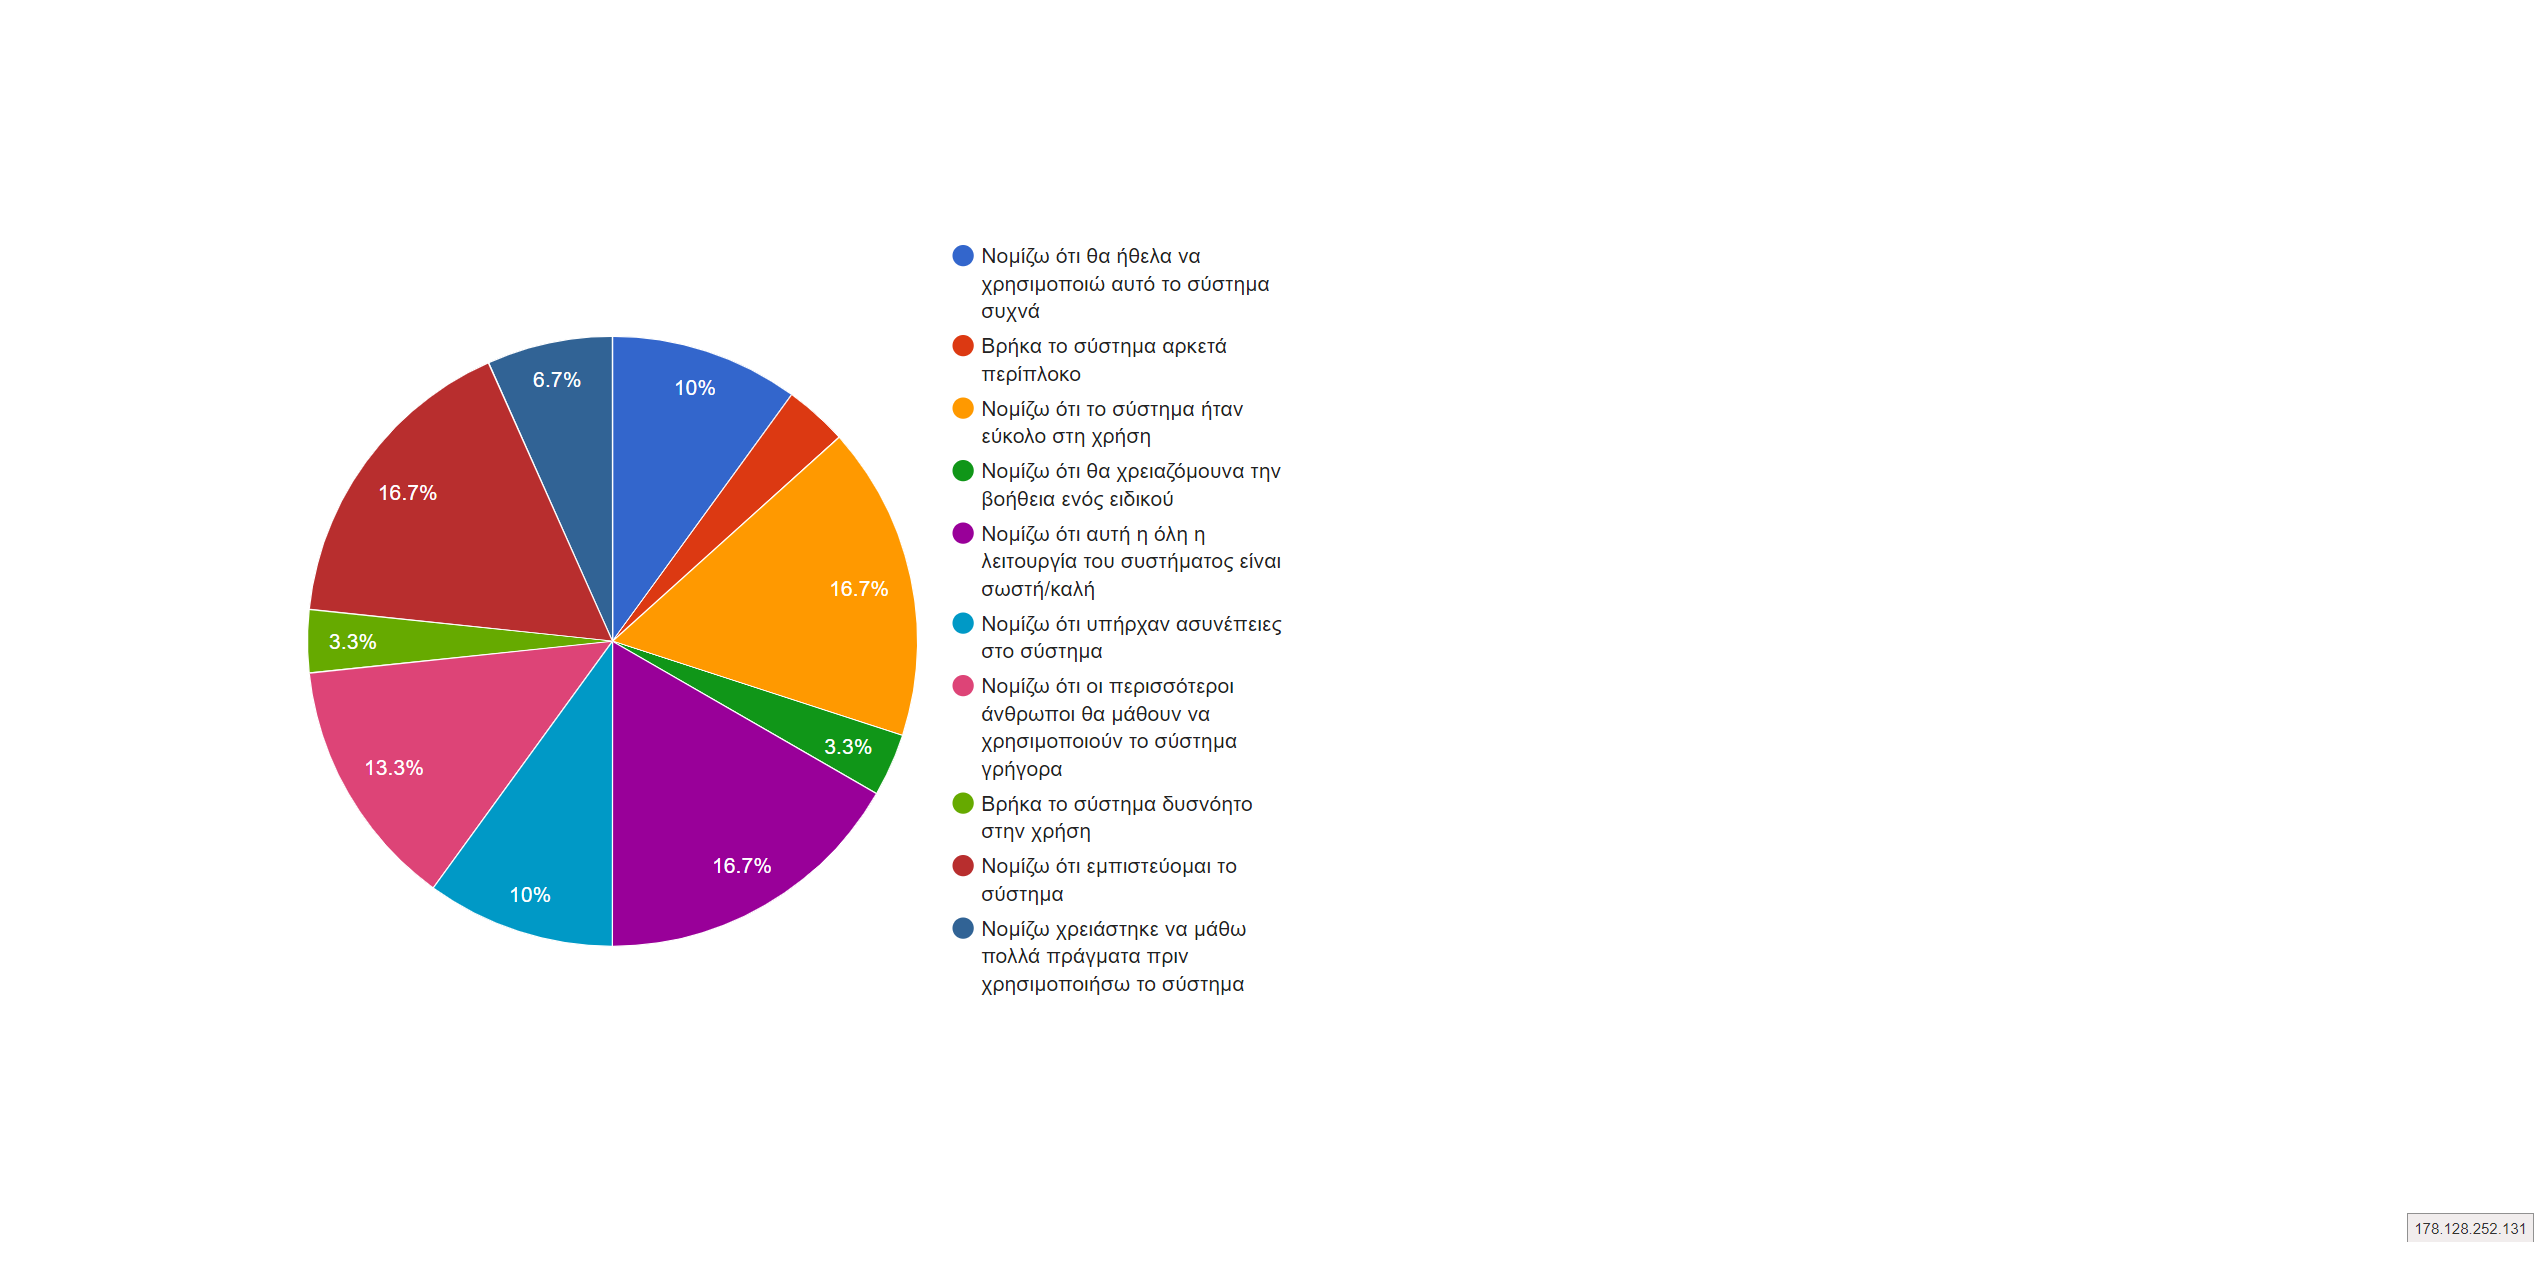 6.7%
10%
16.7%
16.7%
3.3%
3.3%
13.3%
16.7%
10%
Νομίζω ότι θα ήθελα να
χρησιμοποιώ αυτό το σύστημα
συχνά
Βρήκα το σύστημα αρκετά
περίπλοκο
Νομίζω ότι το σύστημα ήταν
εύκολο στη χρήση
Νομίζω ότι θα χρειαζόμουνα την
βοήθεια ενός ειδικού
Νομίζω ότι αυτή η όλη η
λειτουργία του συστήματος είναι
σωστή/καλή
Νομίζω ότι υπήρχαν ασυνέπειες
στο σύστημα
Νομίζω ότι οι περισσότεροι
άνθρωποι θα μάθουν να
χρησιμοποιούν το σύστημα
γρήγορα
Βρήκα το σύστημα δυσνόητο
στην χρήση
Νομίζω ότι εμπιστεύομαι το
σύστημα
Νομίζω χρειάστηκε να μάθω
πολλά πράγματα πριν
χρησιμοποιήσω το σύστημα
178.128.252.131